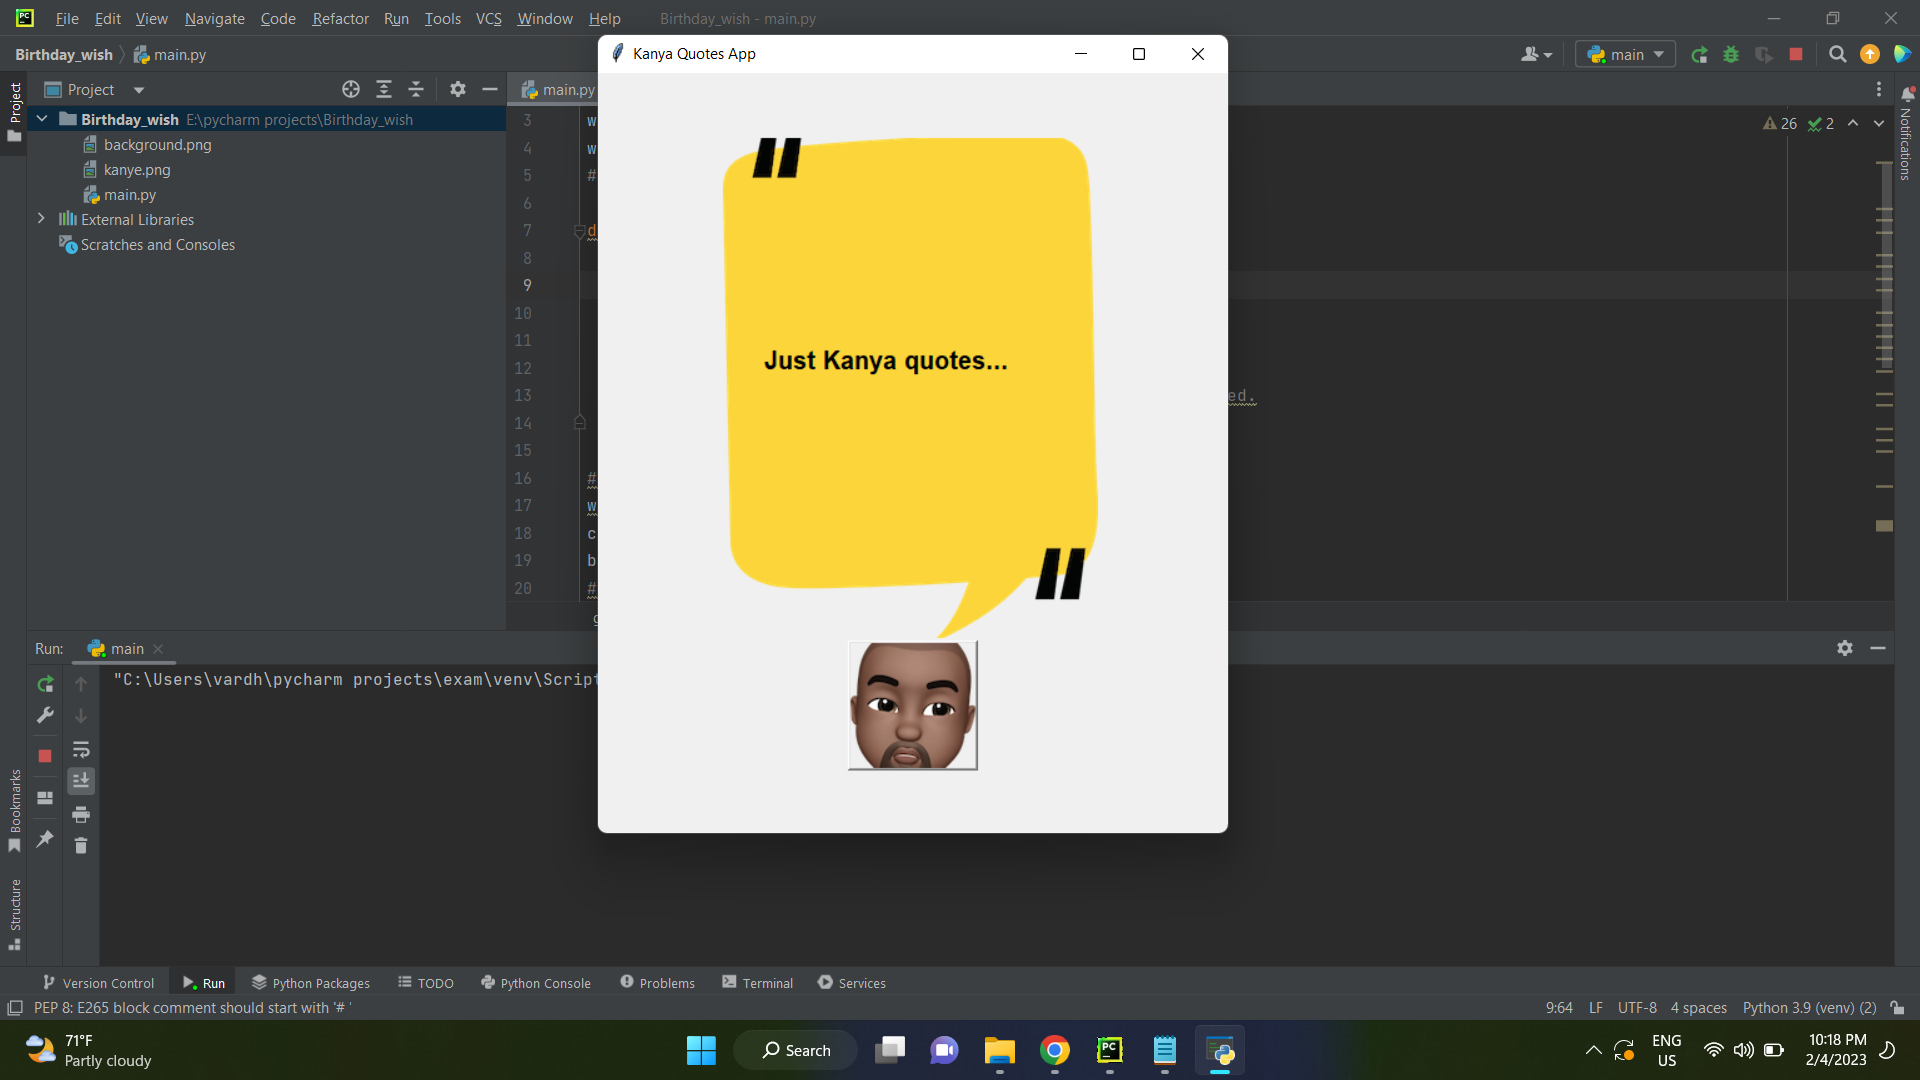 File Edit View Navigate Code Refactor Run Tools VCS Window Help Birthday_wish - main.py
Birthday_wish main.py
main
Kanya Quotes App
Project
Project
main.py
Birthday_wish E:\pycharm projects\Birthday_wish
background.png
kanye.png
main.py
External Libraries
Scratches and Consoles
3 w
4 w
5 #
6
7 d
8
9
10
11
12
13 ed.
14
15
16 #
17 w
18 c
19 b
20 #
26 2
Notifications
"
Just Kanya quotes...
"
Run: main
"C:\Users\vardh\pycharm projects\exam\venv\Script
Bookmarks
Structure
Version Control Run Python Packages TODO Python Console Problems Terminal Services
PEP 8: E265 block comment should start with '# '
9:64 LF UTF-8 4 spaces Python 3.9 (venv) (2)
71°F
Partly cloudy
Search
ENG
US
10:18 PM
2/4/2023